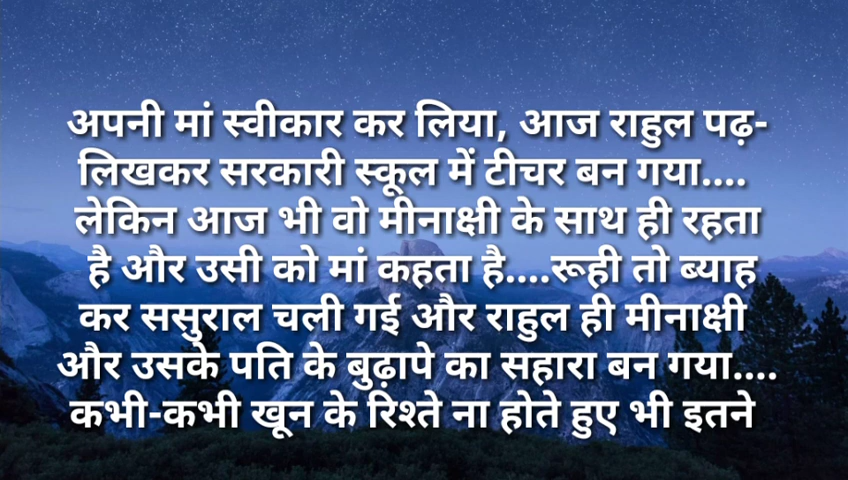 अपनी मां स्वीकार कर लिया, आज राहुल पढ़-
लिखकर सरकारी स्कूल में टीचर बन गया....
लेकिन आज भी वो मीनाक्षी के साथ ही रहता
है और उसी को मां कहता है....रूही तो ब्याह
कर ससुराल चली गई और राहुल ही मीनाक्षी
और उसके पति के बुढ़ापे का सहारा बन गया....
कभी-कभी खून के रिश्ते ना होते हुए भी इतने